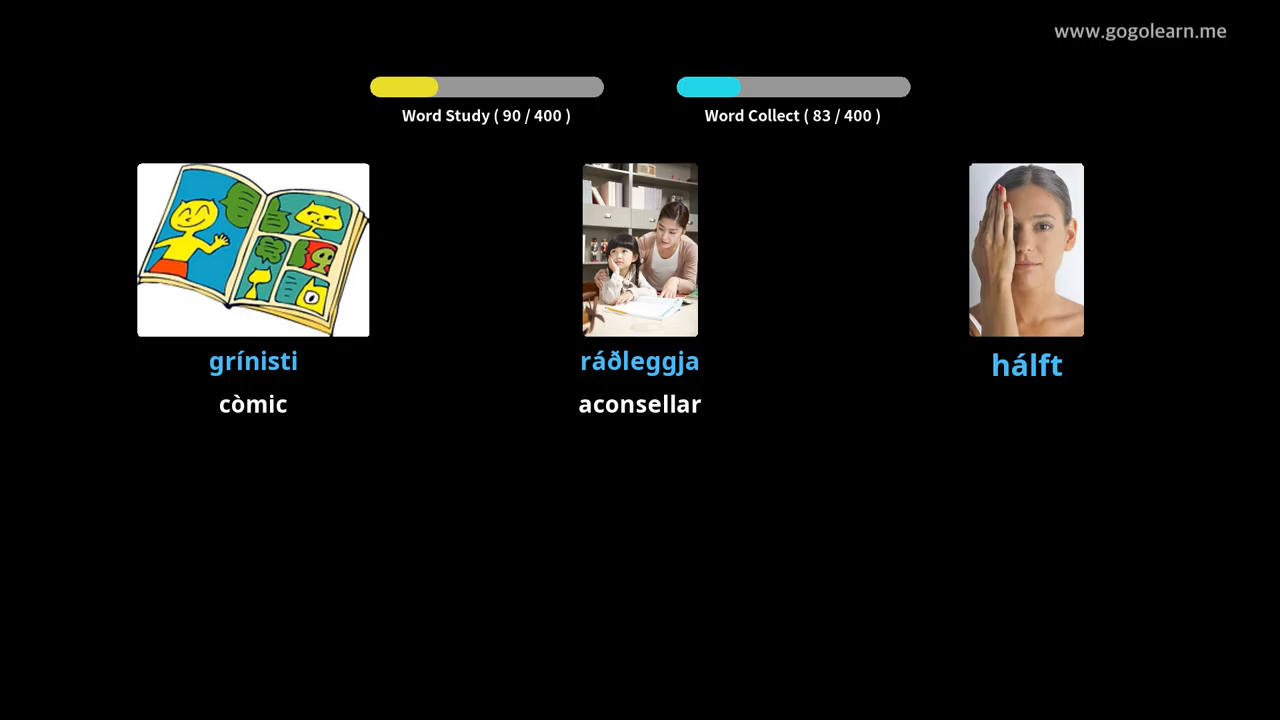 www.gogolearn.me
Word Study ( 90 / 400 )
Word Collect ( 83 / 400 )
grínisti
ráðleggja
hálft
còmic
aconsellar